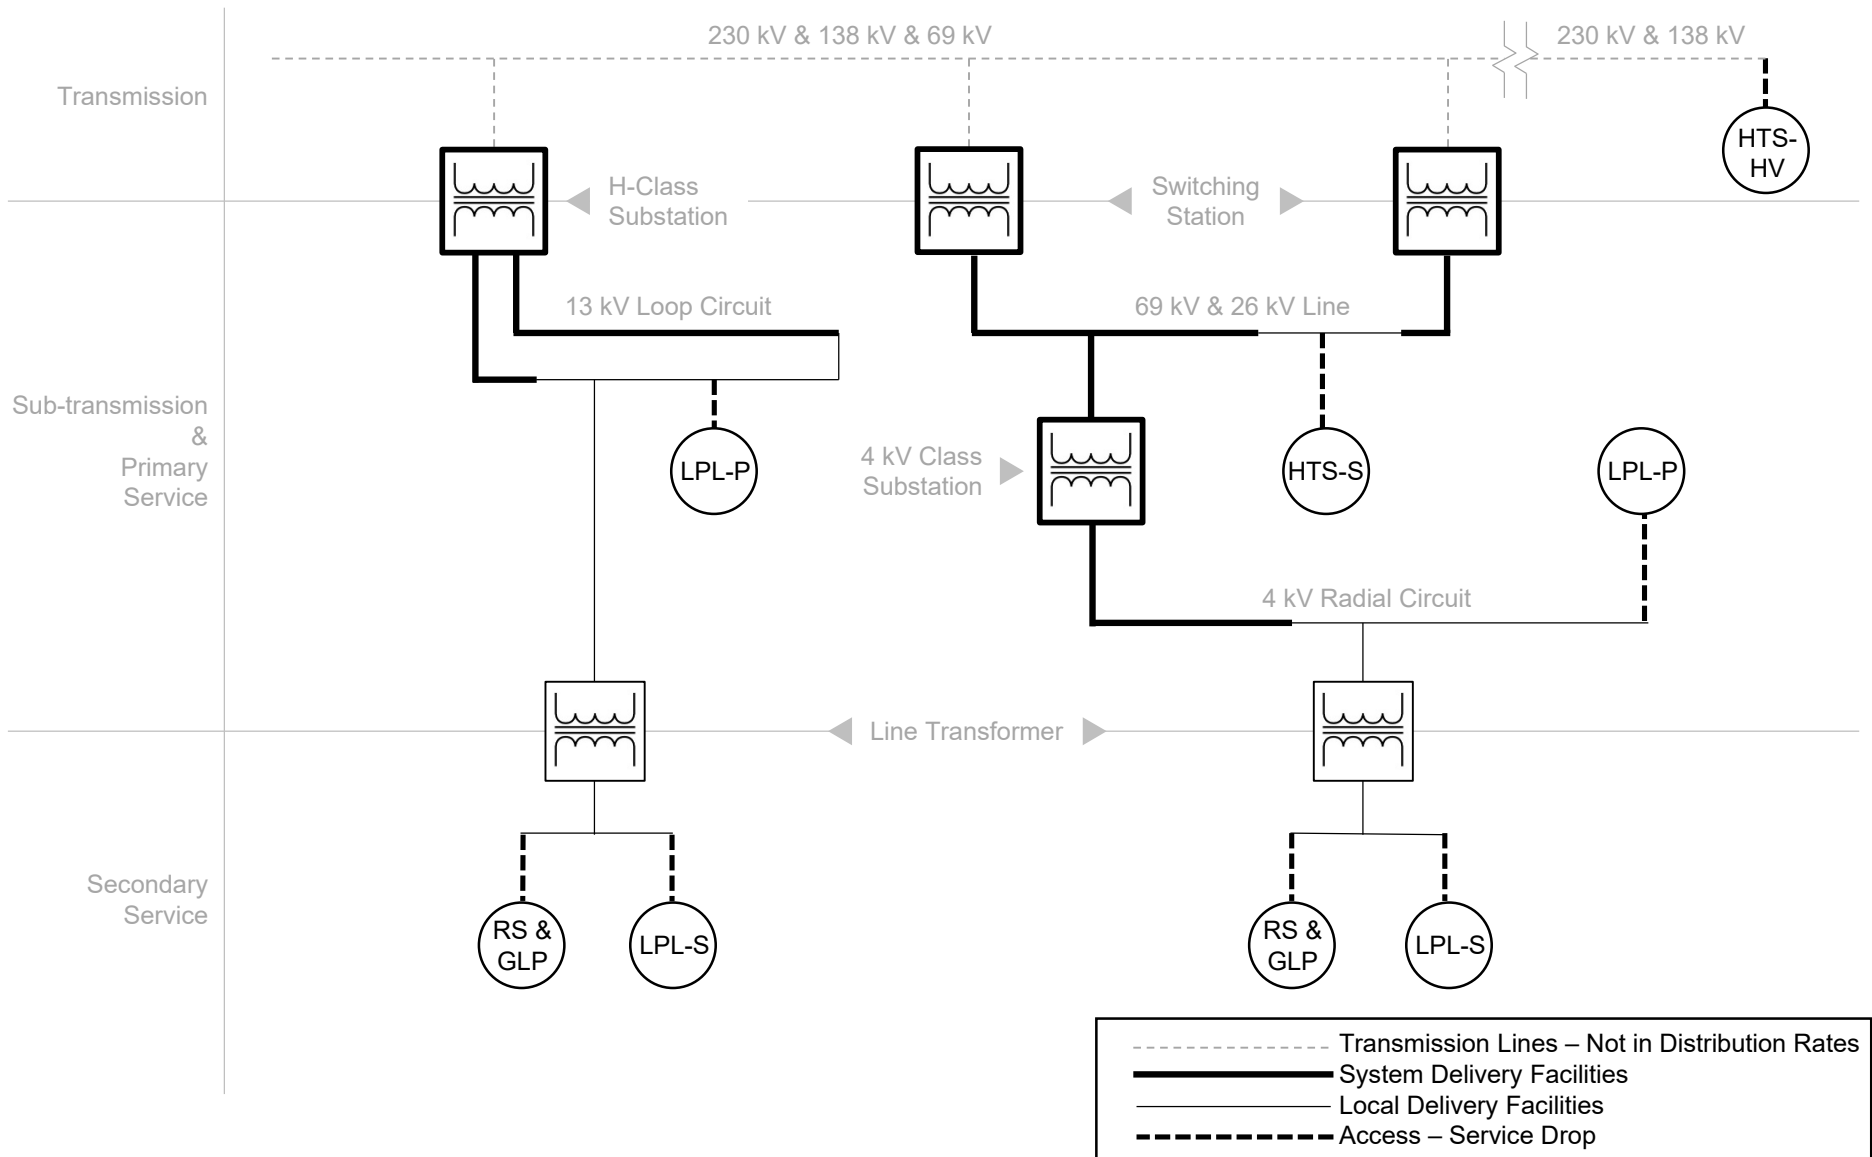 230 kV & 138 kV & 69 kV
230 kV & 138 kV
Transmission
HTS-
HV
H-Class
Substation
Switching
Station
13 kV Loop Circuit
69 kV & 26 kV Line
Sub-transmission
&
Primary
Service
LPL-P
4 kV Class
Substation
HTS-S
LPL-P
4 kV Radial Circuit
Line Transformer
Secondary
Service
RS &
GLP
LPL-S
RS &
GLP
LPL-S
Transmission Lines – Not in Distribution Rates
System Delivery Facilities
Local Delivery Facilities
Access – Service Drop